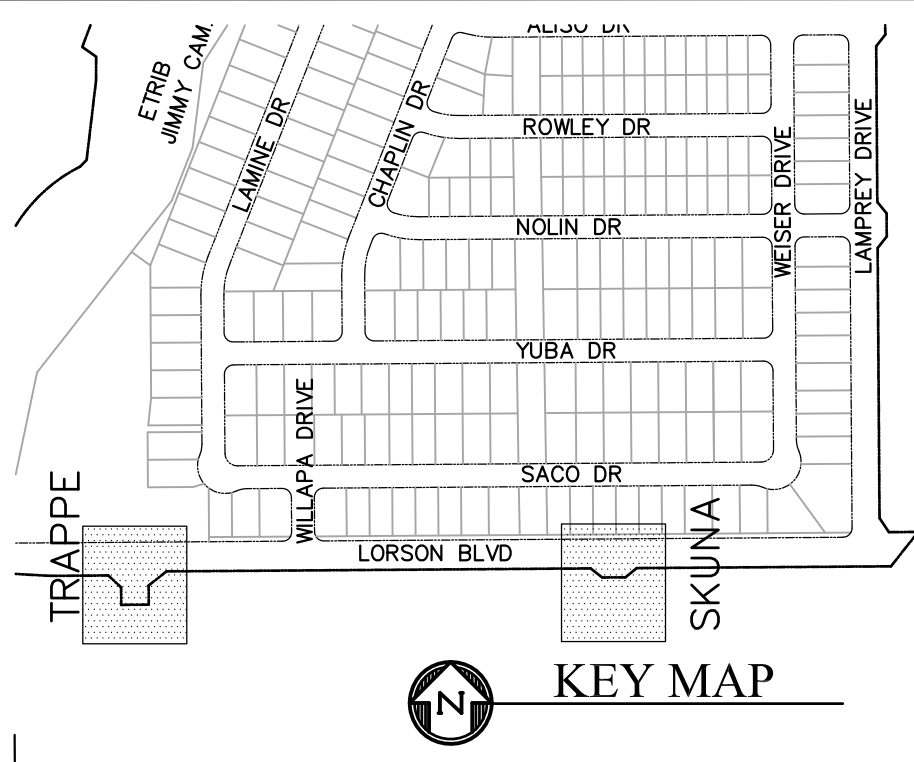 ALISO DR
ETRIB
JIMMY CAM.
LAMINE DR
CHAPLIN DR
ROWLEY DR
WEISER DRIVE
LAMPREY DRIVE
NOLIN DR
YUBA DR
WILLAPA DRIVE
SACO DR
TRAPPE
LORSON BLVD
SKUNA
N
KEY MAP